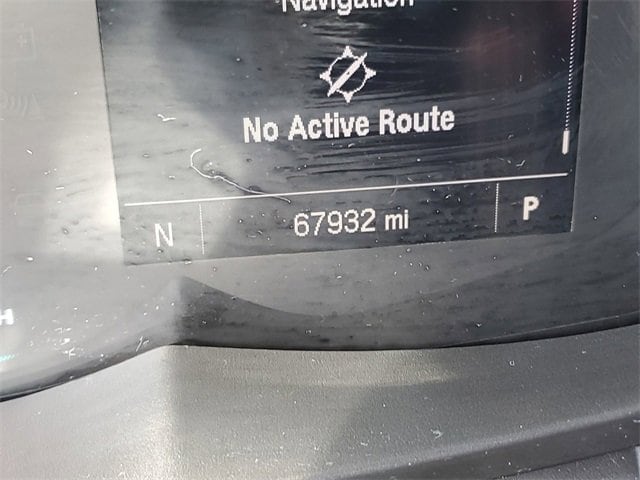 Navigation
No Active Route
N 67932 mi P
H